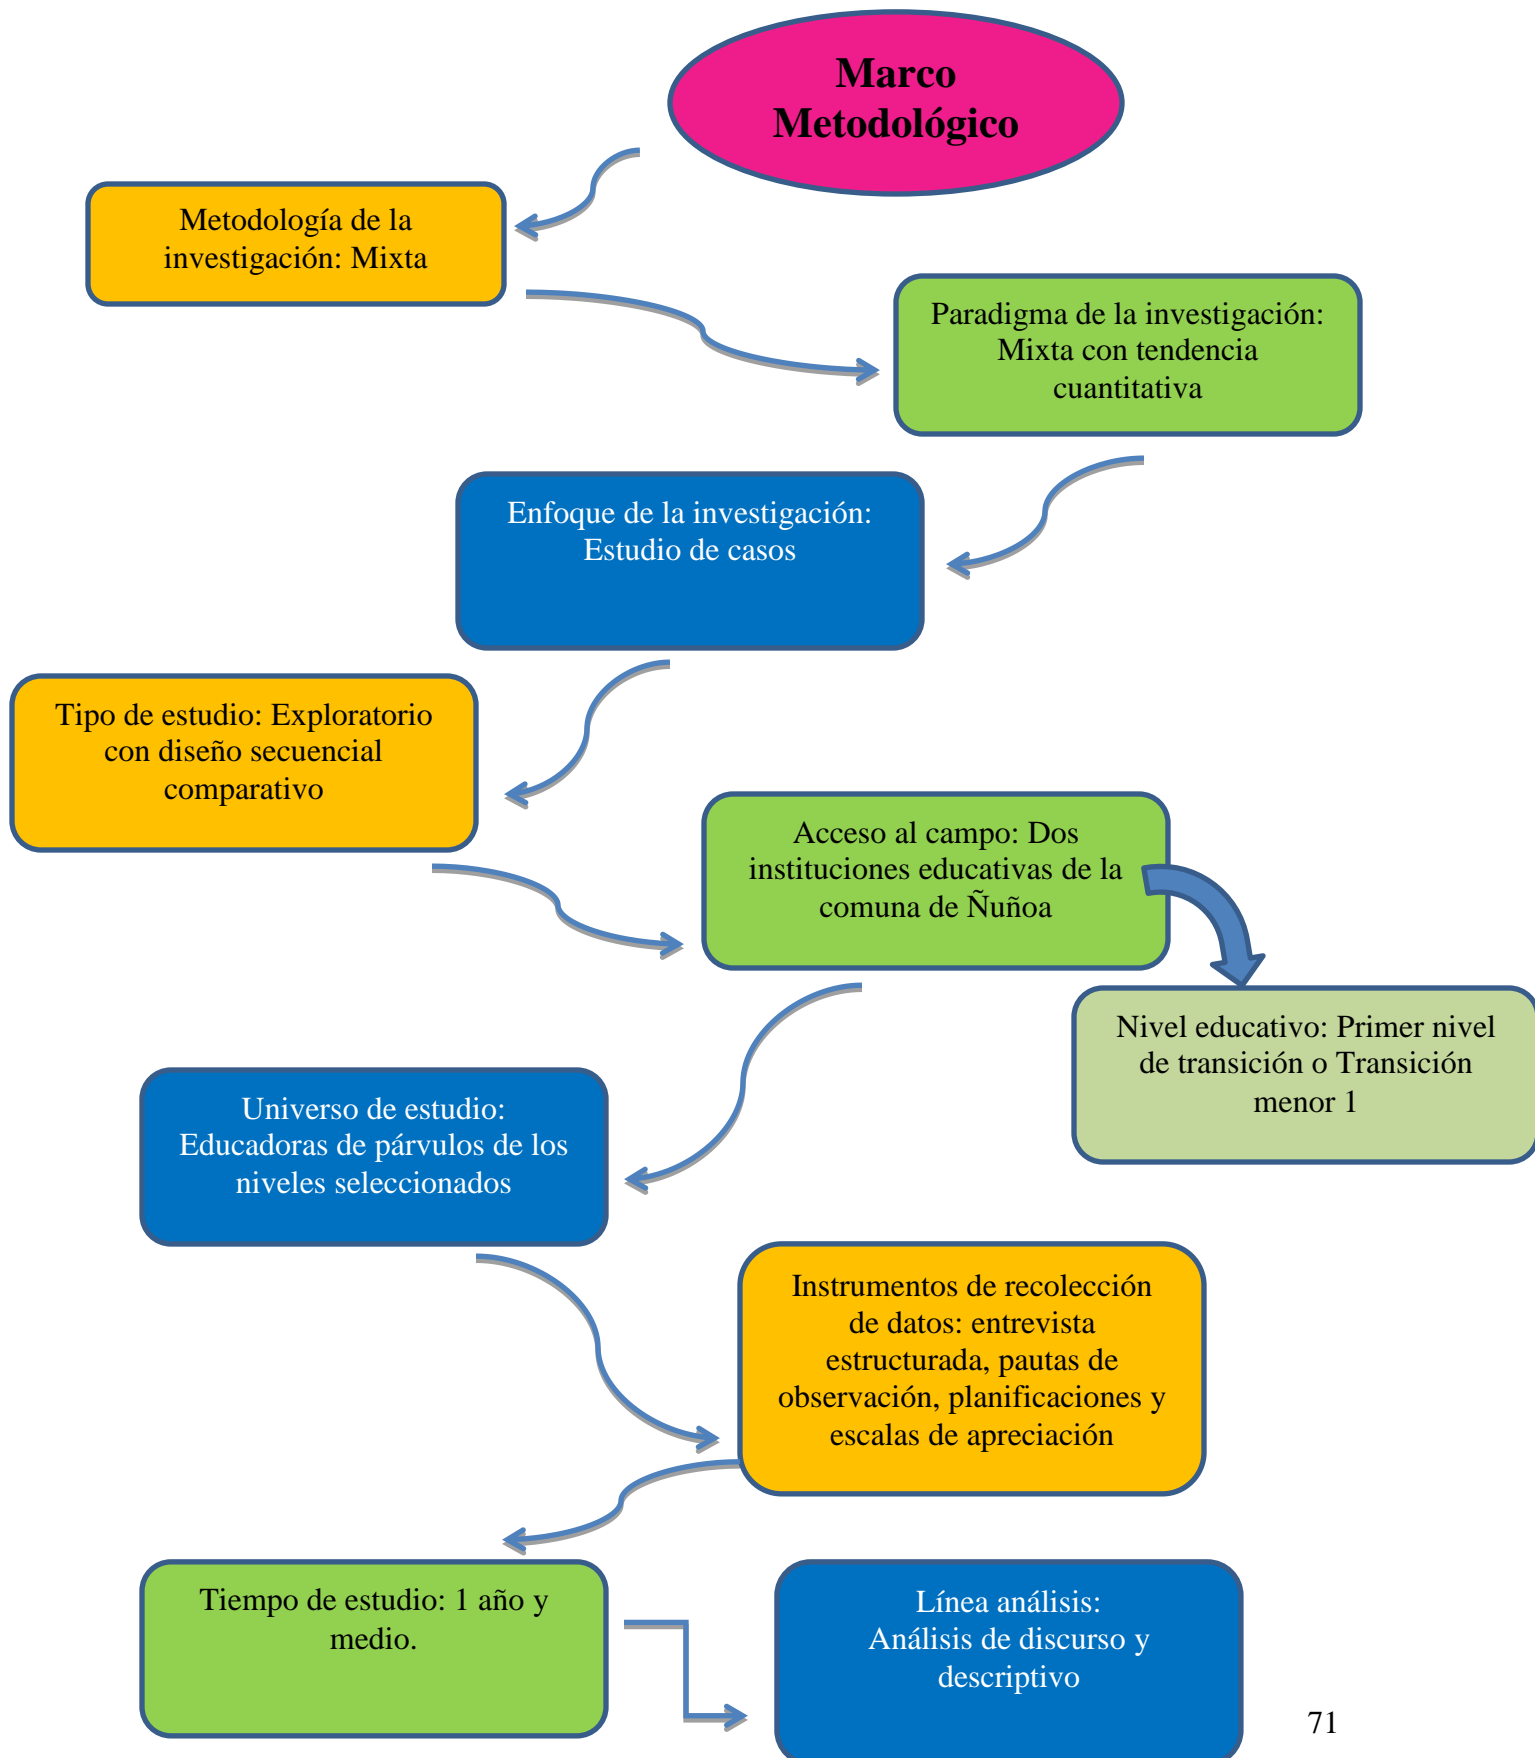 Marco
Metodológico
Metodología de la
investigación: Mixta
Paradigma de la investigación:
Mixta con tendencia
cuantitativa
Enfoque de la investigación:
Estudio de casos
Tipo de estudio: Exploratorio
con diseño secuencial
comparativo
Acceso al campo: Dos
instituciones educativas de la
comuna de Ñuñoa
Nivel educativo: Primer nivel
de transición o Transición
menor 1
Universo de estudio:
Educadoras de párvulos de los
niveles seleccionados
Instrumentos de recolección
de datos: entrevista
estructurada, pautas de
observación, planificaciones y
escalas de apreciación
Tiempo de estudio: 1 año y
medio.
Línea análisis:
Análisis de discurso y
descriptivo
71